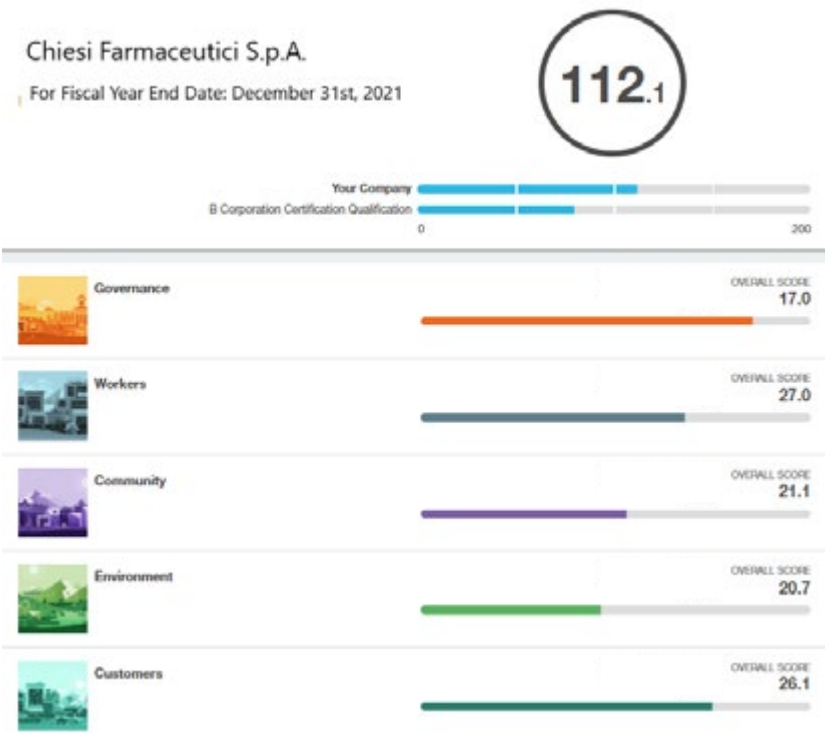 Chiesi Farmaceutici S.p.A.
For Fiscal Year End Date: December 31st, 2021
112.1
Your Company
B Corporation Certification Qualification
0 200
Governance
OVERALL SCORE
17.0
Workers
OVERALL SCORE
27.0
Community
OVERALL SCORE
21.1
Environment
OVERALL SCORE
20.7
Customers
OVERALL SCORE
26.1